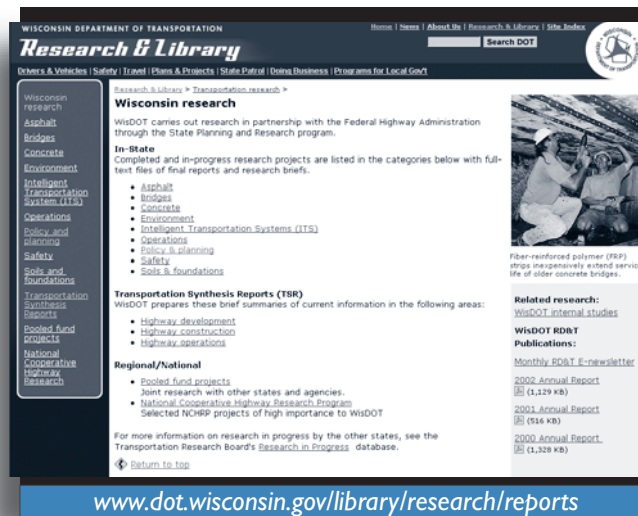 WISCONSIN DEPARTMENT OF TRANSPORTATION
Home | News | About Us | Research & Library | Site Index
Research & Library
Search DOT
Drivers & Vehicles | Safety | Travel | Plans & Projects | State Patrol | Doing Business | Programs for Local Gov't
Wisconsin
research
Asphalt
Bridges
Concrete
Environment
Intelligent
Transportation
System (ITS)
Operations
Policy and
planning
Safety
Soils and
foundations
Transportation
Synthesis
Reports
Pooled fund
projects
National
Cooperative
Highway
Research
Research & Library > Transportation research >
Wisconsin research
WisDOT carries out research in partnership with the Federal Highway Administration
through the State Planning and Research program.
In-State
Completed and in-progress research projects are listed in the categories below with full-
text files of final reports and research briefs.
• Asphalt
• Bridges
• Concrete
• Environment
• Intelligent Transportation Systems (ITS)
• Operations
• Policy & planning
• Safety
• Soils & foundations
Transportation Synthesis Reports (TSR)
WisDOT prepares these brief summaries of current information in the following areas:
• Highway development
• Highway construction
• Highway operations
Regional/National
• Pooled fund projects
Joint research with other states and agencies.
• National Cooperative Highway Research Program
Selected NCHRP projects of high importance to WisDOT
For more information on research in progress by the other states, see the
Transportation Research Board's Research in Progress database.
Return to top
Fiber-reinforced polymer (FRP)
strips inexpensively extend servic
life of older concrete bridges.
Related research:
WisDOT internal studies
WisDOT RD&T
Publications:
Monthly RD&T E-newsletter
2002 Annual Report
(1,129 KB)
2001 Annual Report
(516 KB)
2000 Annual Report
(1,328 KB)
www.dot.wisconsin.gov/library/research/reports